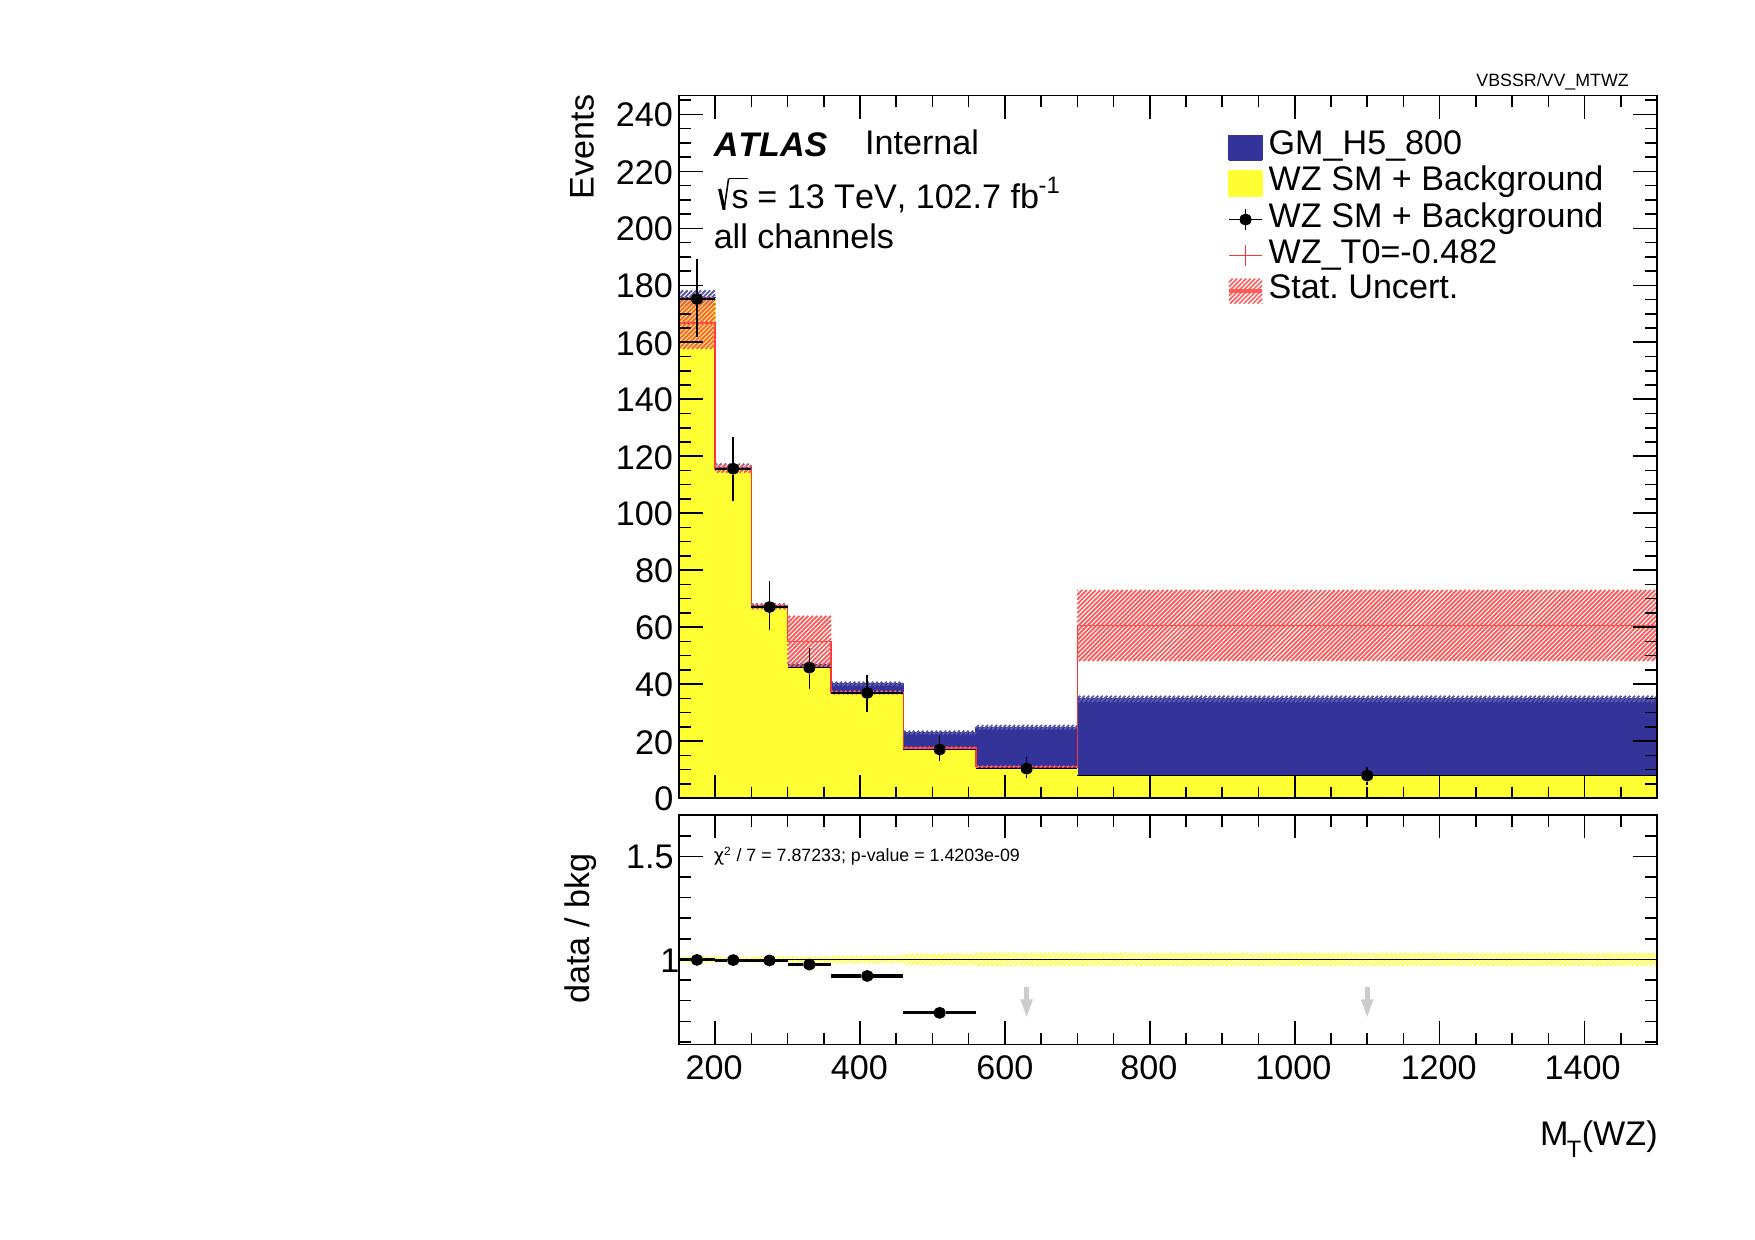 VBSSR/VV_MTWZ
Events
240
220
200
180
160
140
120
100
80
60
40
20
0
ATLAS Internal
√s = 13 TeV, 102.7 fb-1
all channels
GM_H5_800
WZ SM + Background
WZ SM + Background
WZ_T0=-0.482
Stat. Uncert.
data / bkg
1.5
1
χ2 / 7 = 7.87233; p-value = 1.4203e-09
200 400 600 800 1000 1200 1400
MT(WZ)